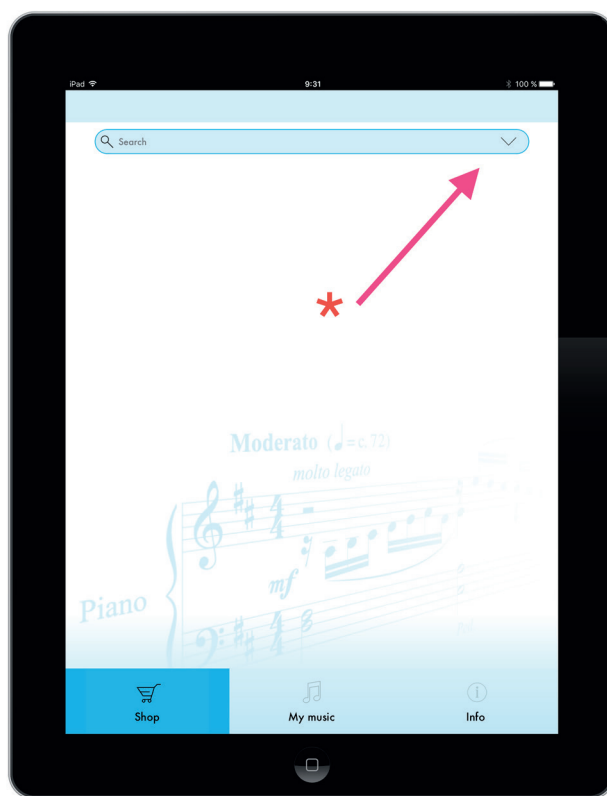 iPad 9:31 100 %
Search
*
Moderato (♩= c. 72)
molto legato
mf
Piano
Shop My music Info